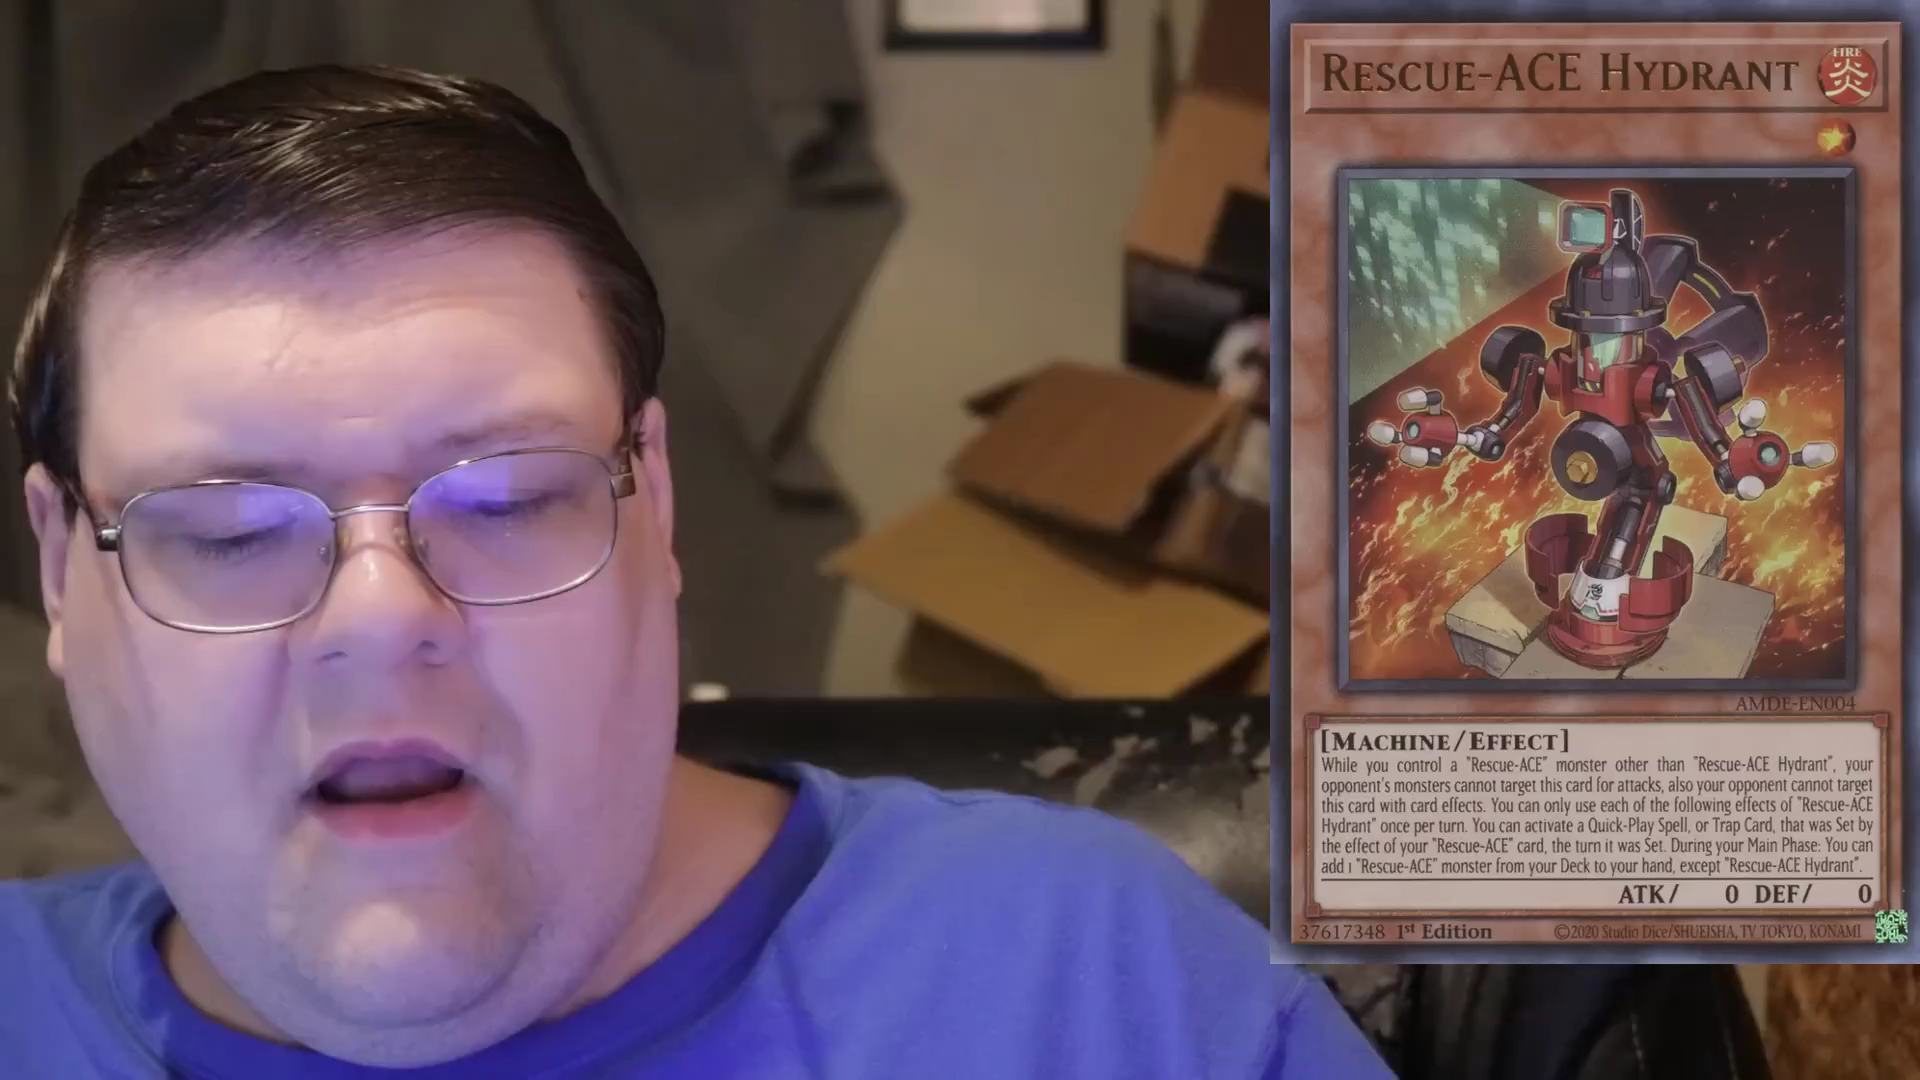 RESCUE-ACE HYDRANT
FIRE
炎
AMDE-EN004
[MACHINE/EFFECT]
While you control a "Rescue-ACE" monster other than "Rescue-ACE Hydrant", your
opponent's monsters cannot target this card for attacks, also your opponent cannot target
this card with card effects. You can only use each of the following effects of "Rescue-ACE
Hydrant" once per turn. You can activate a Quick-Play Spell, or Trap Card, that was Set by
the effect of your "Rescue-ACE" card, the turn it was Set. During your Main Phase: You can
add 1 "Rescue-ACE" monster from your Deck to your hand, except "Rescue-ACE Hydrant".
ATK/ 0 DEF/ 0
37617348 1st Edition ©2020 Studio Dice/SHUEISHA, TV TOKYO, KONAMI